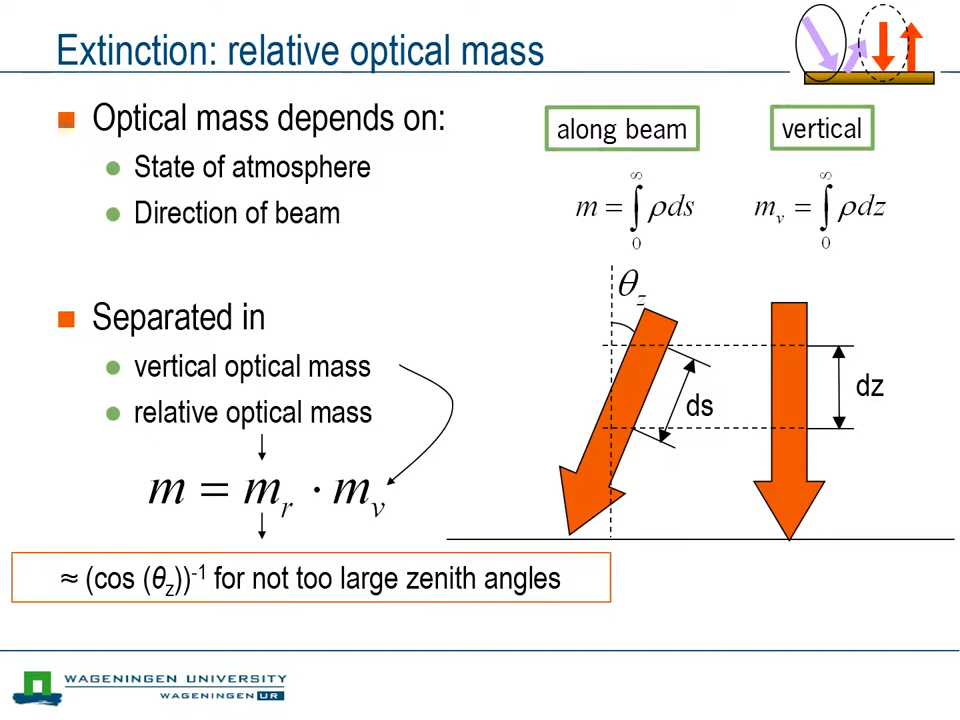 Extinction: relative optical mass
Optical mass depends on:
State of atmosphere
Direction of beam
along beam
vertical
m = ∫₀^∞ ρds
m_v = ∫₀^∞ ρdz
θ_z
ds
dz
Separated in
vertical optical mass
relative optical mass
m = m_r · m_v
≈ (cos (θ_z))^-1 for not too large zenith angles
WAGENINGEN UNIVERSITY
WAGENINGEN UR